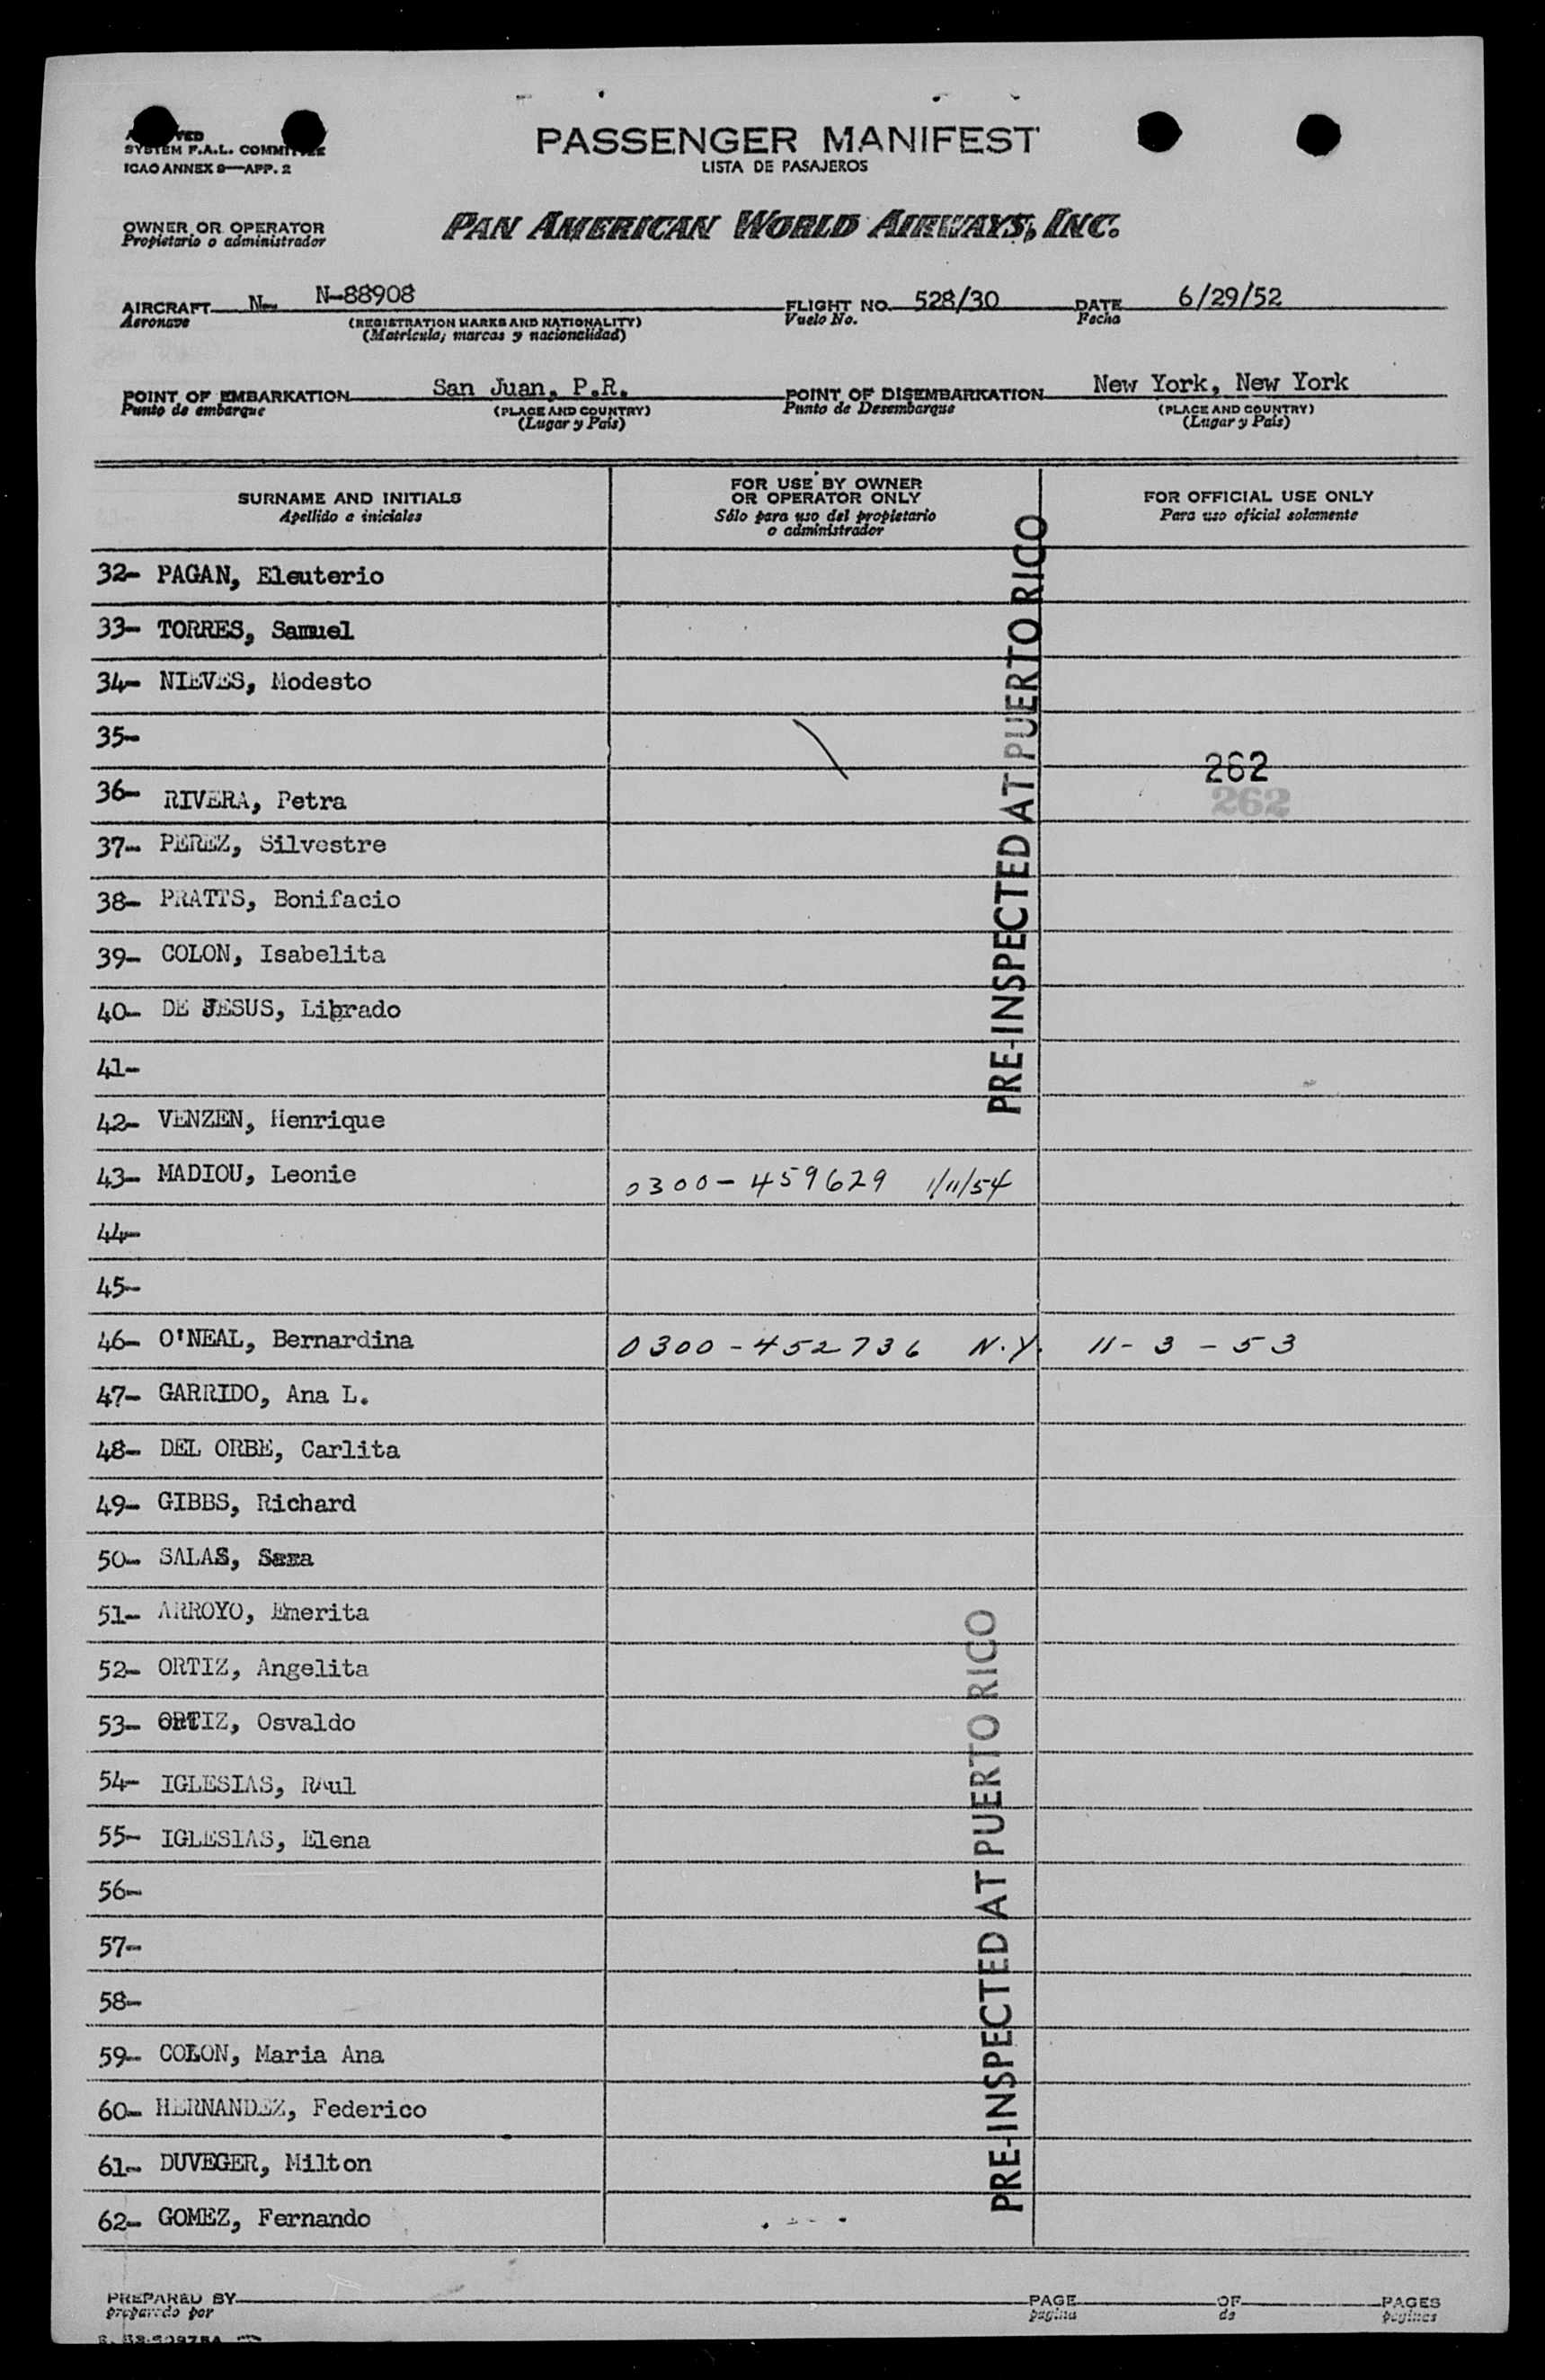 SYSTEM F.A.L. COMMITTEE
ICAO ANNEX 9—APP. 2
PASSENGER MANIFEST
LISTA DE PASAJEROS
OWNER OR OPERATOR
Propietario o administrador
PAN AMERICAN WORLD AIRWAYS, INC.
AIRCRAFT N- N-88908 FLIGHT NO. 528/30 DATE 6/29/52
Aeronave (REGISTRATION MARKS AND NATIONALITY) Vuelo No. Fecha
(Matrícula, marcas y nacionalidad)
POINT OF EMBARKATION San Juan, P.R. POINT OF DISEMBARKATION New York, New York
Punto de embarque (PLACE AND COUNTRY) Punto de Desembarque (PLACE AND COUNTRY)
(Lugar y País) (Lugar y País)
SURNAME AND INITIALS
Apellido e iniciales
FOR USE BY OWNER
OR OPERATOR ONLY
Sólo para uso del propietario
o administrador
FOR OFFICIAL USE ONLY
Para uso oficial solamente
32- PAGAN, Eleuterio
33- TORRES, Samuel
34- NIEVES, Modesto
35-
262
36- RIVERA, Petra
262
37- PEREZ, Silvestre
38- PRATTS, Bonifacio
39- COLON, Isabelita
40- DE JESUS, Librado
41-
PRE-INSPECTED AT PUERTO RICO
42- VENZEN, Henrique
43- MADIOU, Leonie 0300-459629 1/11/54
44-
45-
46- O'NEAL, Bernardina 0300-452736 N.Y. 11-3-53
47- GARRIDO, Ana L.
48- DEL ORBE, Carlita
49- GIBBS, Richard
50- SALAS,
51- ARROYO, Emerita
52- ORTIZ, Angelita
53- ORTIZ, Osvaldo
54- IGLESIAS, RAul
55- IGLESIAS, Elena
56-
57-
58-
59- COLON, Maria Ana
60- HERNANDEZ, Federico
61- DUVEGER, Milton
62- GOMEZ, Fernando
PRE-INSPECTED AT PUERTO RICO
PREPARED BY PAGE OF PAGES
preparado por página de páginas